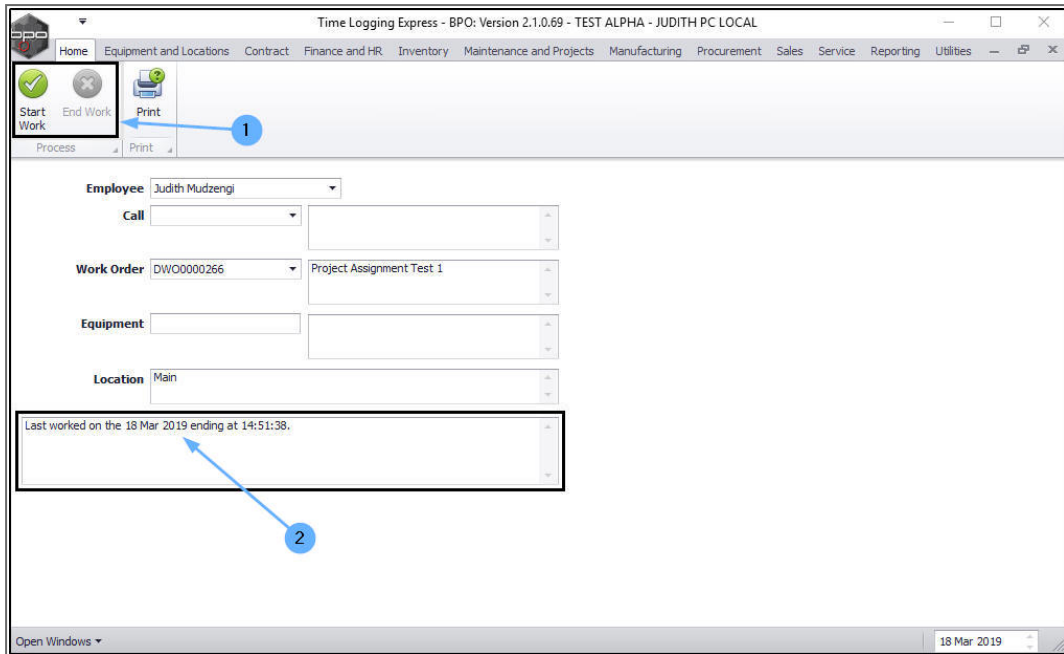 Time Logging Express - BPO: Version 2.1.0.69 - TEST ALPHA - JUDITH PC LOCAL
bpo
Home Equipment and Locations Contract Finance and HR Inventory Maintenance and Projects Manufacturing Procurement Sales Service Reporting Utilities
Start Work
End Work
Print
Process
Print
1
Employee Judith Mudzengi
Call
Work Order DWO0000266 Project Assignment Test 1
Equipment
Location Main
Last worked on the 18 Mar 2019 ending at 14:51:38.
2
Open Windows 18 Mar 2019